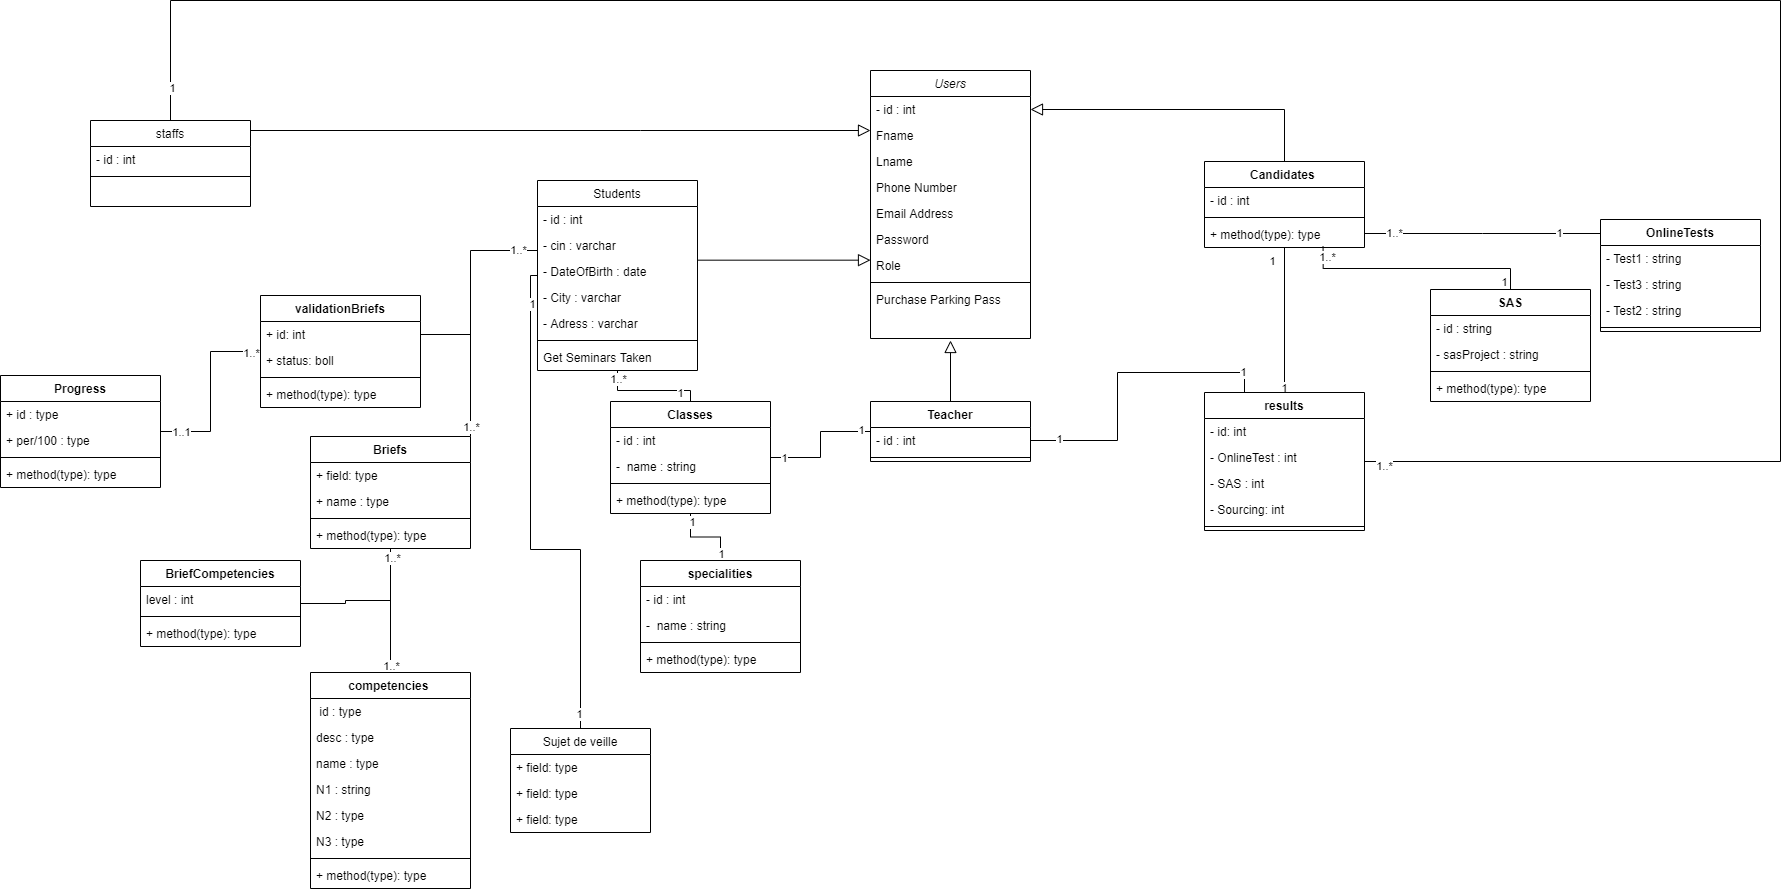 1
staffs
- id : int
Users
- id : int
Fname
Lname
Phone Number
Email Address
Password
Role
Purchase Parking Pass
Candidates
- id : int
+ method(type): type
1..*
1
OnlineTests
- Test1 : string
- Test3 : string
- Test2 : string
1
1..*
1
SAS
- id : string
- sasProject : string
+ method(type): type
Students
- id : int
- cin : varchar
- DateOfBirth : date
- City : varchar
- Adress : varchar
Get Seminars Taken
1..*
1
1..*
1
validationBriefs
+ id: int
+ status: boll
+ method(type): type
1..*
1..1
Progress
+ id : type
+ per/100 : type
+ method(type): type
1..*
Briefs
+ field: type
+ name : type
+ method(type): type
1..*
Classes
- id : int
- name : string
+ method(type): type
1
1
Teacher
- id : int
1
1
1
results
- id: int
- OnlineTest : int
- SAS : int
- Sourcing: int
1..*
1
1
specialities
- id : int
- name : string
+ method(type): type
BriefCompetencies
level : int
+ method(type): type
1..*
competencies
id : type
desc : type
name : type
N1 : string
N2 : type
N3 : type
+ method(type): type
1
Sujet de veille
+ field: type
+ field: type
+ field: type